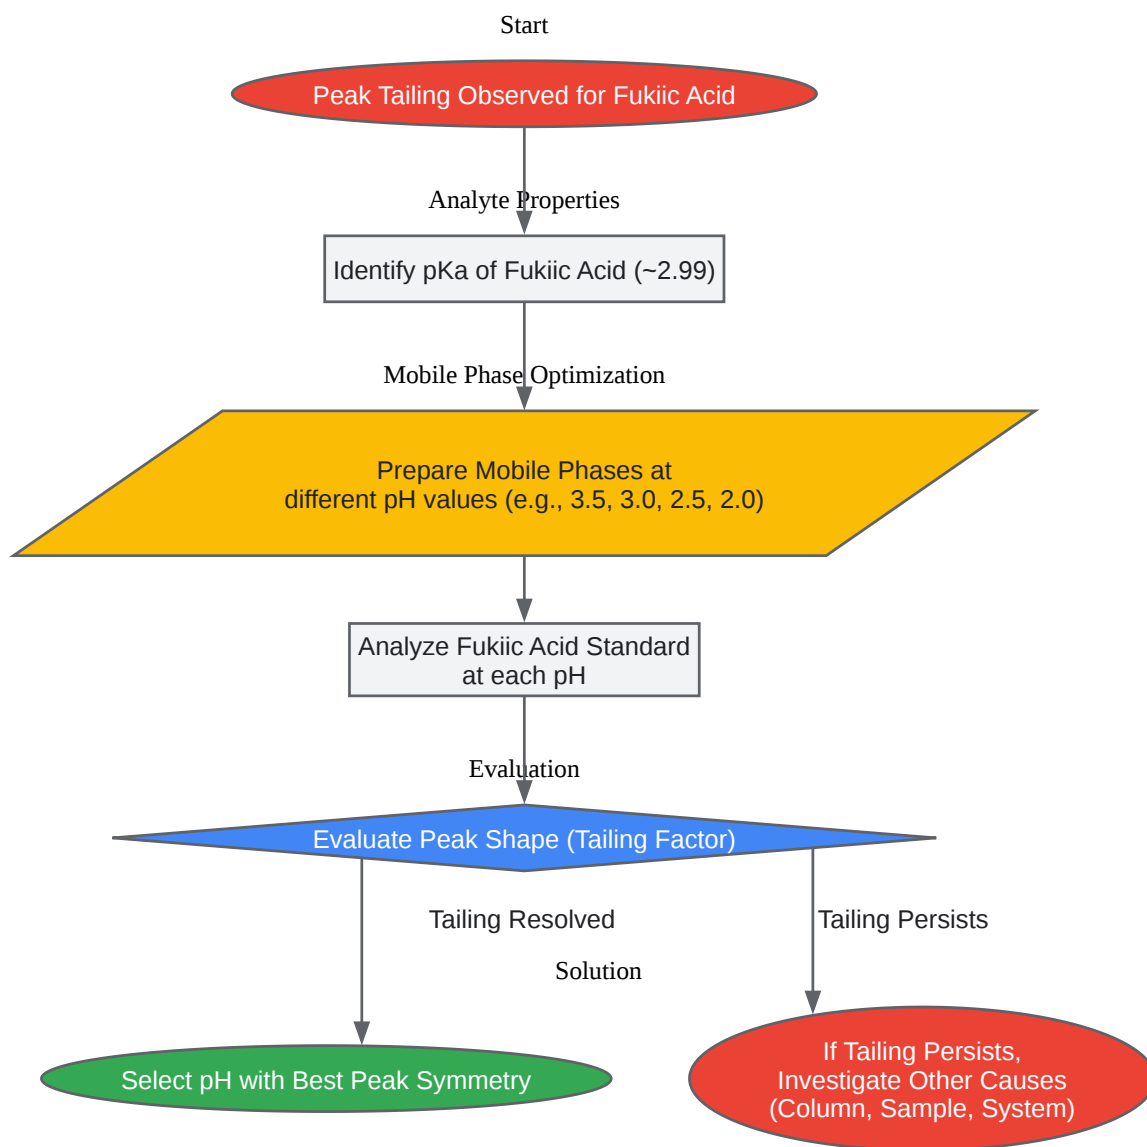 Start
Peak Tailing Observed for Fukiic Acid
Analyte Properties
Identify pKa of Fukiic Acid (~2.99)
Mobile Phase Optimization
Prepare Mobile Phases at
different pH values (e.g., 3.5, 3.0, 2.5, 2.0)
Analyze Fukiic Acid Standard
at each pH
Evaluation
Evaluate Peak Shape (Tailing Factor)
Tailing Resolved
Tailing Persists
Solution
Select pH with Best Peak Symmetry
If Tailing Persists,
Investigate Other Causes
(Column, Sample, System)